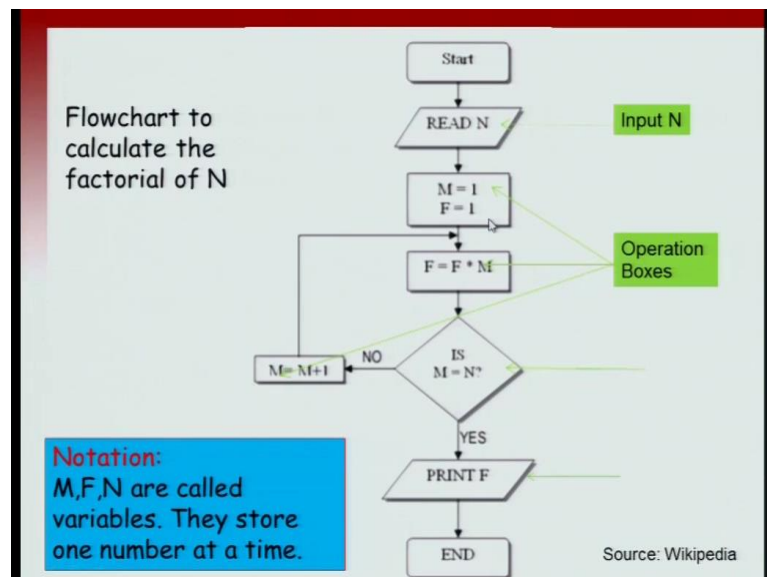 Flowchart to
calculate the
factorial of N
Start
READ N
Input N
M = 1
F = 1
F = F * M
Operation
Boxes
IS
M = N?
NO
M= M+1
YES
PRINT F
END
Notation:
M,F,N are called
variables. They store
one number at a time.
Source: Wikipedia